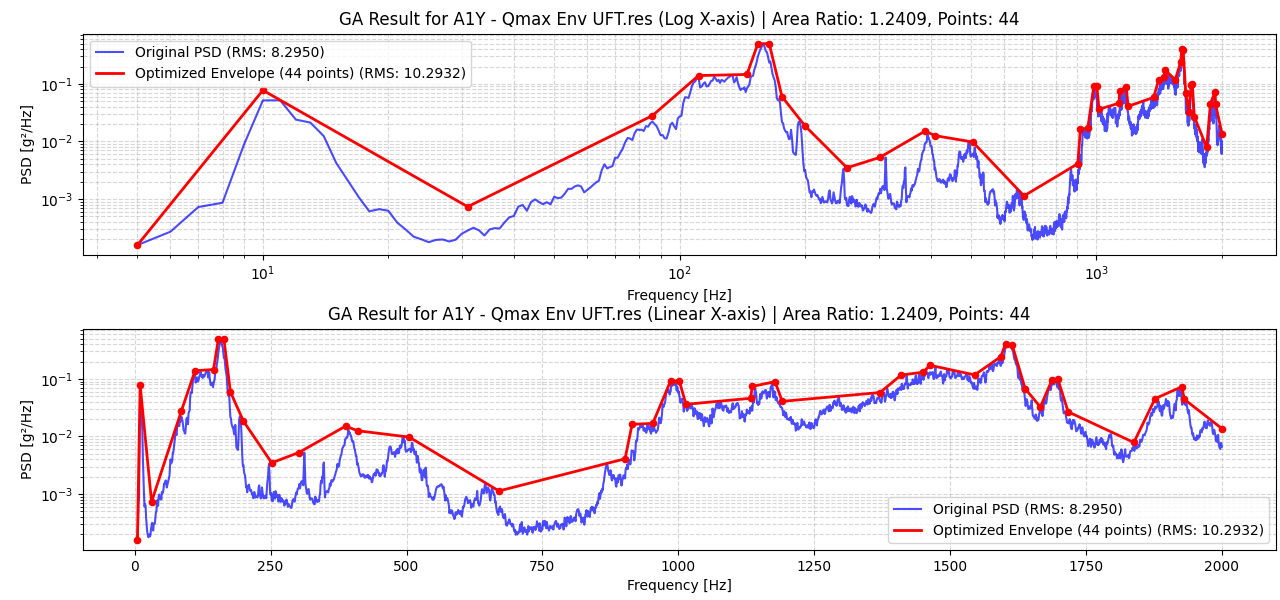 GA Result for A1Y - Qmax Env UFT.res (Log X-axis) | Area Ratio: 1.2409, Points: 44
Original PSD (RMS: 8.2950)
Optimized Envelope (44 points) (RMS: 10.2932)
PSD [g²/Hz]
10⁻¹
10⁻²
10⁻³
10¹ 10² 10³
Frequency [Hz]
GA Result for A1Y - Qmax Env UFT.res (Linear X-axis) | Area Ratio: 1.2409, Points: 44
PSD [g²/Hz]
10⁻¹
10⁻²
10⁻³
Original PSD (RMS: 8.2950)
Optimized Envelope (44 points) (RMS: 10.2932)
0 250 500 750 1000 1250 1500 1750 2000
Frequency [Hz]